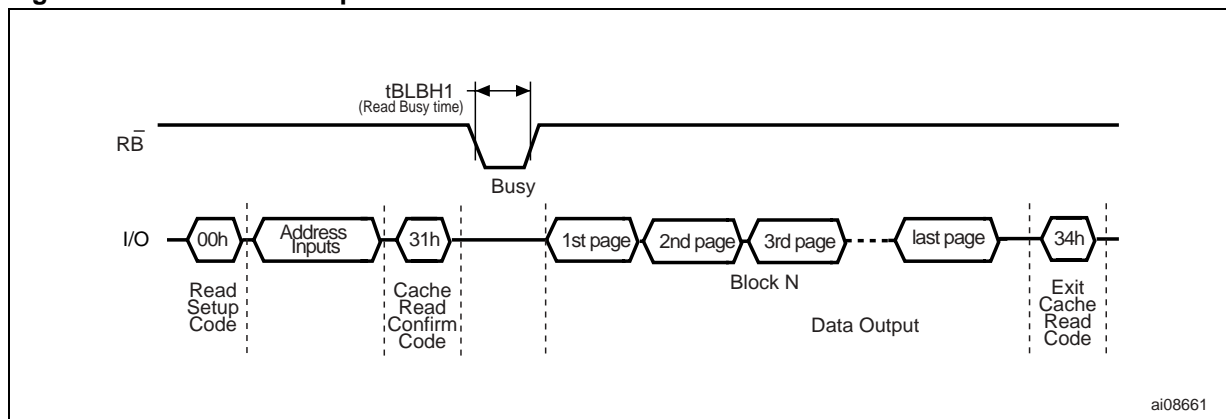 tBLBH1
(Read Busy time)
RB̅
Busy
I/O
00h
Address
Inputs
31h
1st page
2nd page
3rd page
last page
34h
Block N
Read
Setup
Code
Cache
Read
Confirm
Code
Data Output
Exit
Cache
Read
Code
ai08661